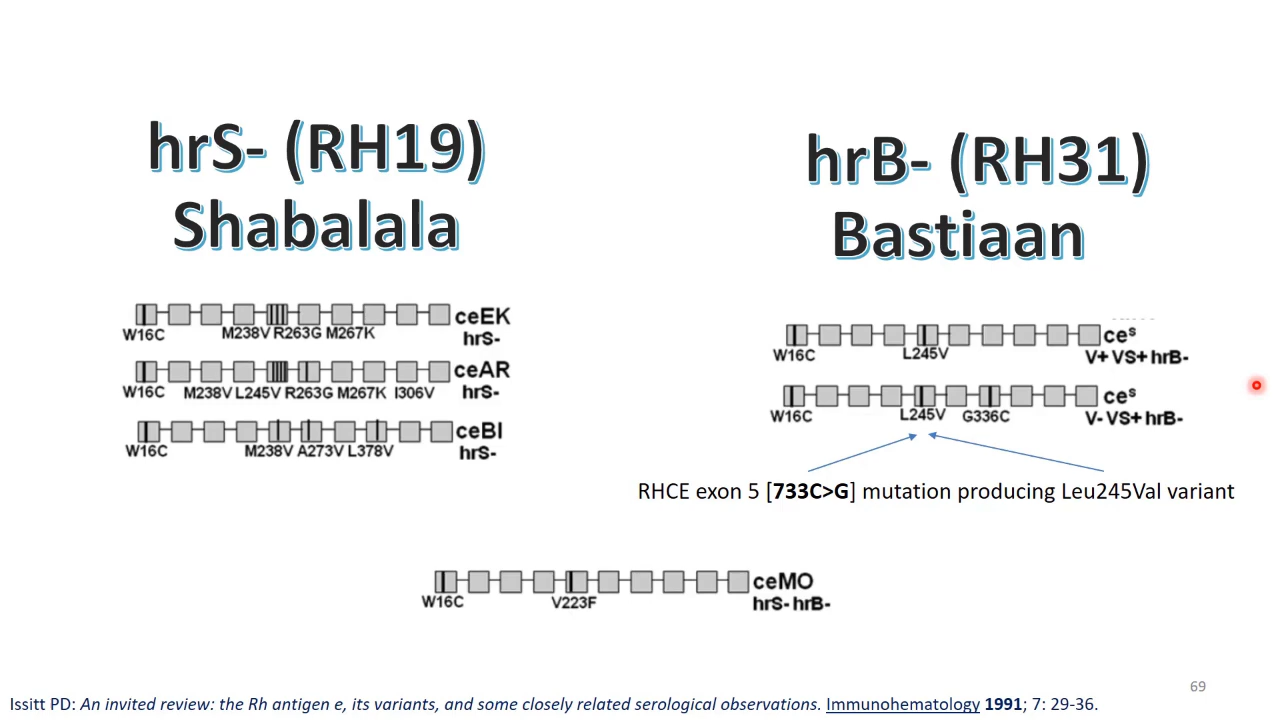 hrS- (RH19)
Shabalala
ceEK
W16C M238V R263G M267K hrS-
ceAR
W16C M238V L245V R263G M267K I306V hrS-
ceBI
W16C M238V A273V L378V hrS-
hrB- (RH31)
Bastiaan
ceˢ
W16C L245V V+ VS+ hrB-
ceˢ
W16C L245V G336C V- VS+ hrB-
RHCE exon 5 [733C>G] mutation producing Leu245Val variant
ceMO
W16C V223F hrS- hrB-
69
Issitt PD: An invited review: the Rh antigen e, its variants, and some closely related serological observations. Immunohematology 1991; 7: 29-36.